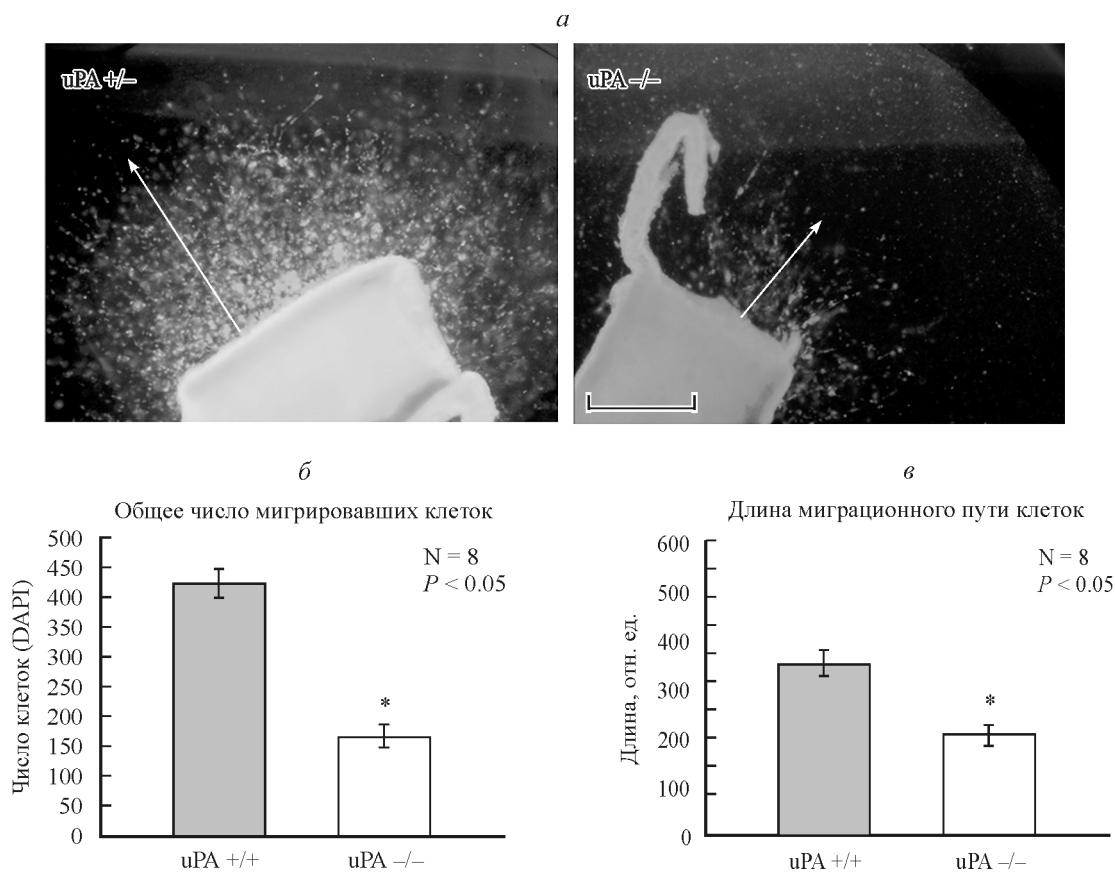 а
uPA +/–
uPA –/–
б
Общее число мигрировавших клеток
N = 8
P < 0.05
Число клеток (DAPI)
500
450
400
350
300
250
200
150
100
50
0
*
uPA +/+
uPA –/–
в
Длина миграционного пути клеток
N = 8
P < 0.05
Длина, отн. ед.
600
500
400
300
200
100
0
*
uPA +/+
uPA –/–